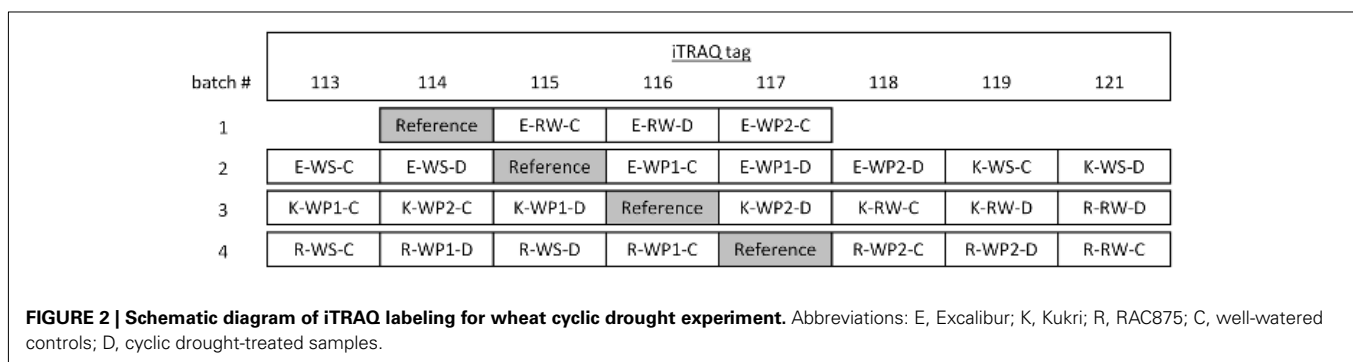 iTRAQ tag
batch # 113 114 115 116 117 118 119 121
1 Reference E-RW-C E-RW-D E-WP2-C
2 E-WS-C E-WS-D Reference E-WP1-C E-WP1-D E-WP2-D K-WS-C K-WS-D
3 K-WP1-C K-WP2-C K-WP1-D Reference K-WP2-D K-RW-C K-RW-D R-RW-D
4 R-WS-C R-WP1-D R-WS-D R-WP1-C Reference R-WP2-C R-WP2-D R-RW-C
FIGURE 2 | Schematic diagram of iTRAQ labeling for wheat cyclic drought experiment. Abbreviations: E, Excalibur; K, Kukri; R, RAC875; C, well-watered
controls; D, cyclic drought-treated samples.